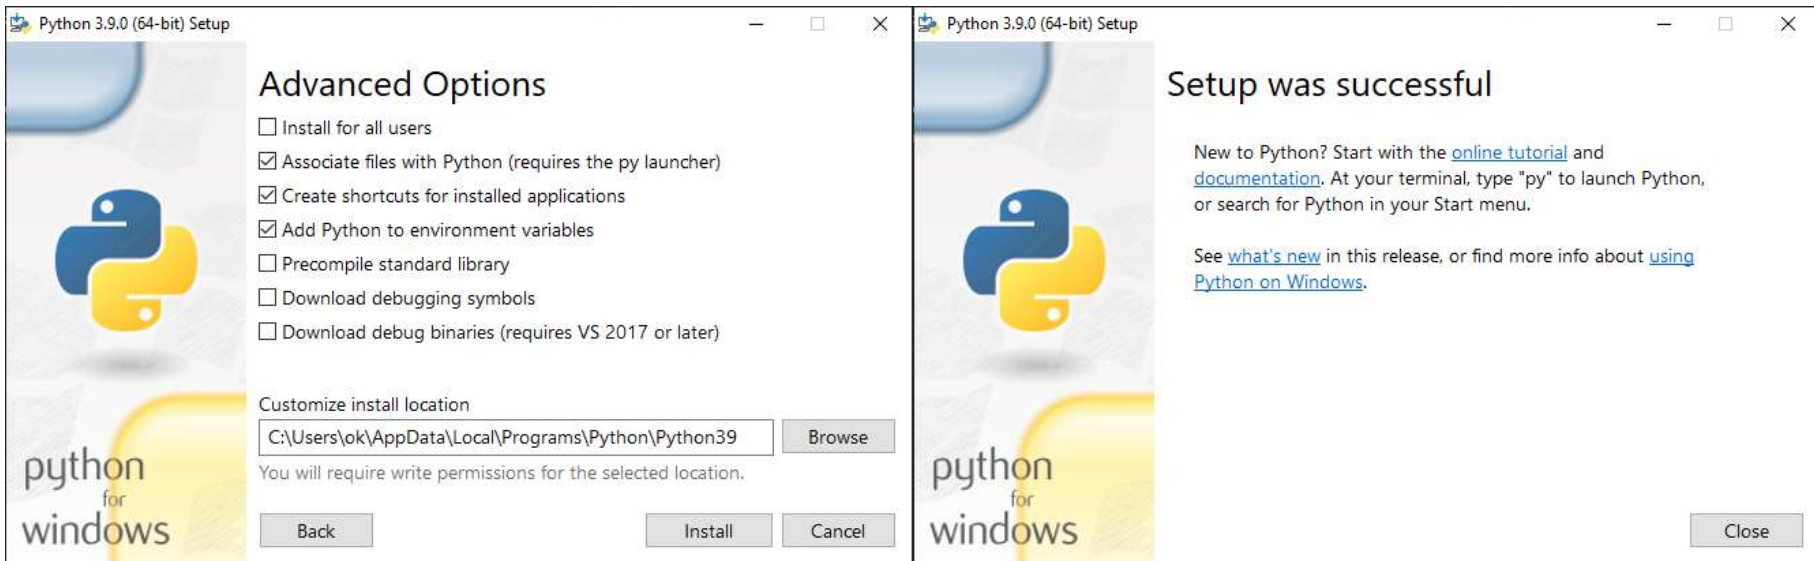 Python 3.9.0 (64-bit) Setup
Advanced Options
Install for all users
Associate files with Python (requires the py launcher)
Create shortcuts for installed applications
Add Python to environment variables
Precompile standard library
Download debugging symbols
Download debug binaries (requires VS 2017 or later)
Customize install location
C:\Users\ok\AppData\Local\Programs\Python\Python39
Browse
You will require write permissions for the selected location.
python
for
windows
Back
Install
Cancel
Python 3.9.0 (64-bit) Setup
Setup was successful
New to Python? Start with the online tutorial and
documentation. At your terminal, type "py" to launch Python,
or search for Python in your Start menu.
See what's new in this release, or find more info about using
Python on Windows.
python
for
windows
Close